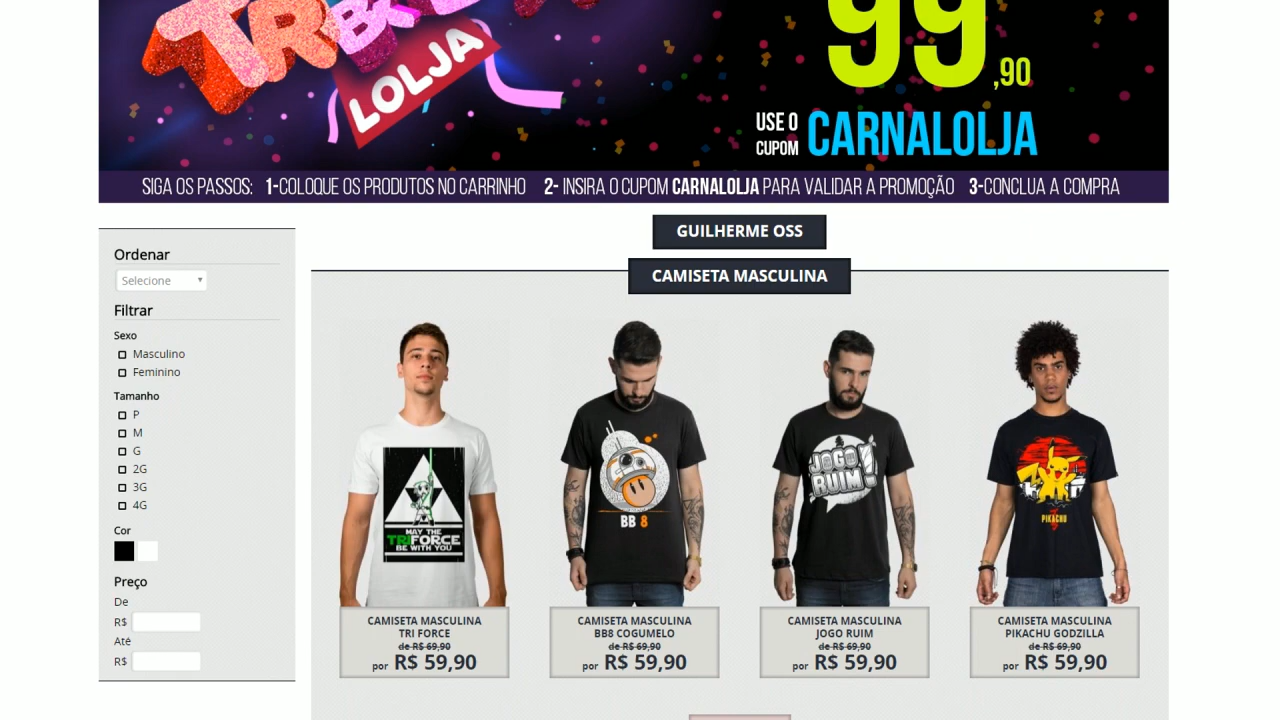 LOLJA
99,90
USE O
CUPOM CARNALOLJA
SIGA OS PASSOS: 1-COLOQUE OS PRODUTOS NO CARRINHO 2- INSIRA O CUPOM CARNALOLJA PARA VALIDAR A PROMOÇÃO 3-CONCLUA A COMPRA
GUILHERME OSS
CAMISETA MASCULINA
Ordenar
Selecione
Filtrar
Sexo
Masculino
Feminino
Tamanho
P
M
G
2G
3G
4G
Cor
Preço
De
R$
Até
R$
MAY THE
TRIFORCE
BE WITH YOU
CAMISETA MASCULINA
TRI FORCE
de R$ 69,90
por R$ 59,90
BB 8
CAMISETA MASCULINA
BB8 COGUMELO
de R$ 69,90
por R$ 59,90
JOGO
RUIM!
CAMISETA MASCULINA
JOGO RUIM
de R$ 69,90
por R$ 59,90
PIKACHU
CAMISETA MASCULINA
PIKACHU GODZILLA
de R$ 69,90
por R$ 59,90